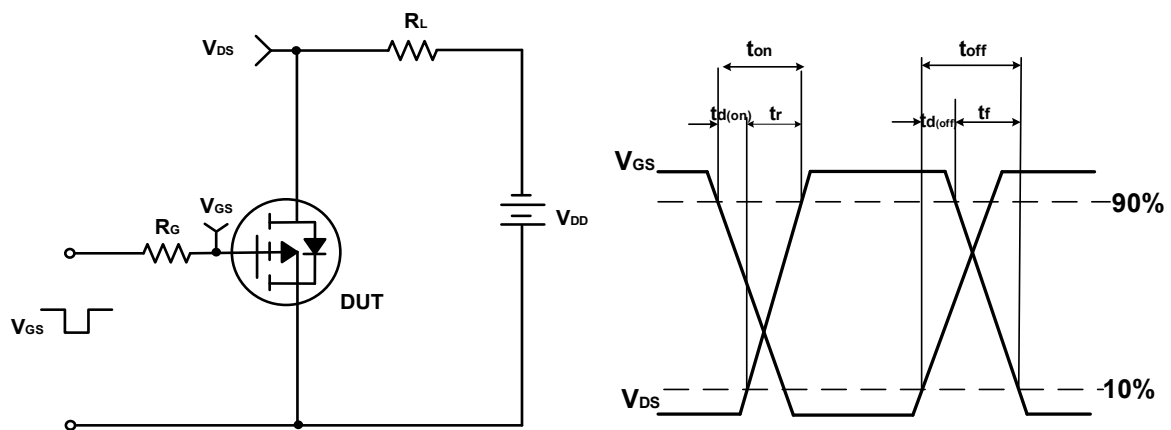 RL
VDS
VGS
RG
VDD
DUT
VGS
ton
toff
td(on)
tr
td(off)
tf
VGS
90%
10%
VDS